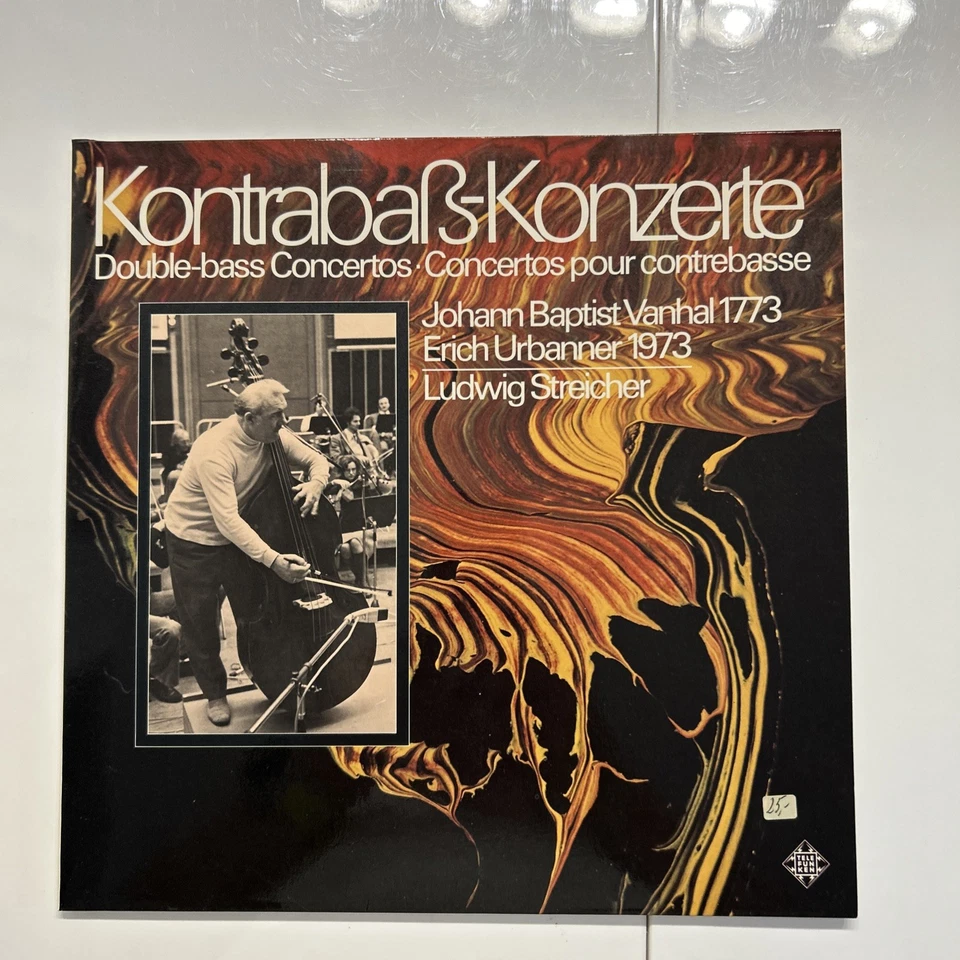 Kontrabaß-Konzerte
Double-bass Concertos · Concertos pour contrebasse
Johann Baptist Vanhal 1773
Erich Urbanner 1973
Ludwig Streicher
25,-
TELE
FUN
KEN